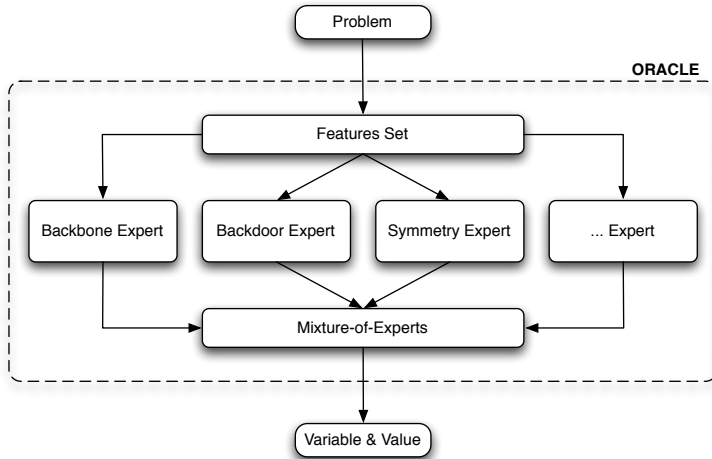 Problem
ORACLE
Features Set
Backbone Expert
Backdoor Expert
Symmetry Expert
... Expert
Mixture-of-Experts
Variable & Value